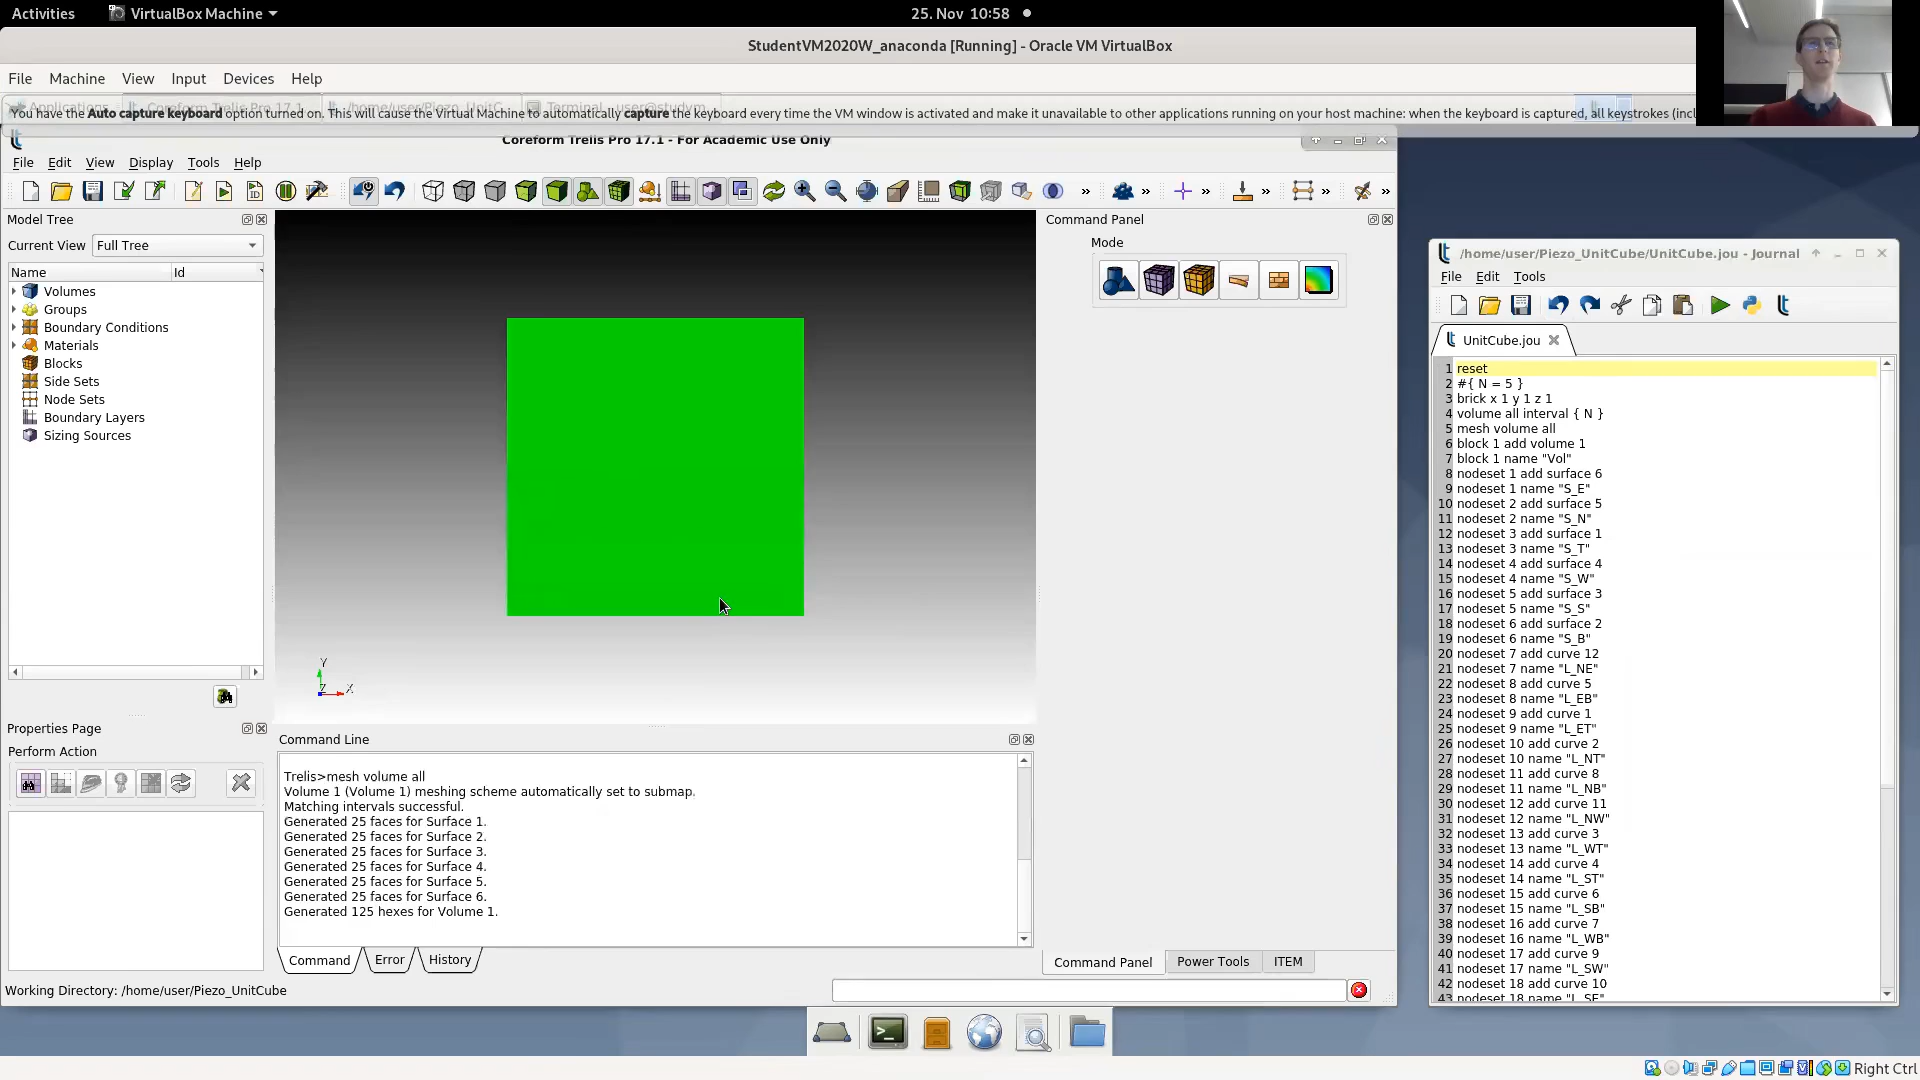 Activities
VirtualBox Machine
25. Nov 10:58
StudentVM2020W_anaconda [Running] - Oracle VM VirtualBox
File Machine View Input Devices Help
You have the Auto capture keyboard option turned on. This will cause the Virtual Machine to automatically capture the keyboard every time the VM window is activated and make it unavailable to other applications running on your host machine: when the keyboard is captured, all keystrokes (incl
Coreform Trelis Pro 17.1 - For Academic Use Only
File Edit View Display Tools Help
Model Tree
Current View Full Tree
Name Id
Volumes
Groups
Boundary Conditions
Materials
Blocks
Side Sets
Node Sets
Boundary Layers
Sizing Sources
Properties Page
Perform Action
Y
Z X
Command Line
Trelis>mesh volume all
Volume 1 (Volume 1) meshing scheme automatically set to submap.
Matching intervals successful.
Generated 25 faces for Surface 1.
Generated 25 faces for Surface 2.
Generated 25 faces for Surface 3.
Generated 25 faces for Surface 4.
Generated 25 faces for Surface 5.
Generated 25 faces for Surface 6.
Generated 125 hexes for Volume 1.
Command Error History
Working Directory: /home/user/Piezo_UnitCube
Command Panel
Mode
Command Panel Power Tools ITEM
/home/user/Piezo_UnitCube/UnitCube.jou - Journal
File Edit Tools
UnitCube.jou
1 reset
2 #{ N = 5 }
3 brick x 1 y 1 z 1
4 volume all interval { N }
5 mesh volume all
6 block 1 add volume 1
7 block 1 name "Vol"
8 nodeset 1 add surface 6
9 nodeset 1 name "S_E"
10 nodeset 2 add surface 5
11 nodeset 2 name "S_N"
12 nodeset 3 add surface 1
13 nodeset 3 name "S_T"
14 nodeset 4 add surface 4
15 nodeset 4 name "S_W"
16 nodeset 5 add surface 3
17 nodeset 5 name "S_S"
18 nodeset 6 add surface 2
19 nodeset 6 name "S_B"
20 nodeset 7 add curve 12
21 nodeset 7 name "L_NE"
22 nodeset 8 add curve 5
23 nodeset 8 name "L_EB"
24 nodeset 9 add curve 1
25 nodeset 9 name "L_ET"
26 nodeset 10 add curve 2
27 nodeset 10 name "L_NT"
28 nodeset 11 add curve 8
29 nodeset 11 name "L_NB"
30 nodeset 12 add curve 11
31 nodeset 12 name "L_NW"
32 nodeset 13 add curve 3
33 nodeset 13 name "L_WT"
34 nodeset 14 add curve 4
35 nodeset 14 name "L_ST"
36 nodeset 15 add curve 6
37 nodeset 15 name "L_SB"
38 nodeset 16 add curve 7
39 nodeset 16 name "L_WB"
40 nodeset 17 add curve 9
41 nodeset 17 name "L_SW"
42 nodeset 18 add curve 10
43 nodeset 18 name "L_SE"
Right Ctrl